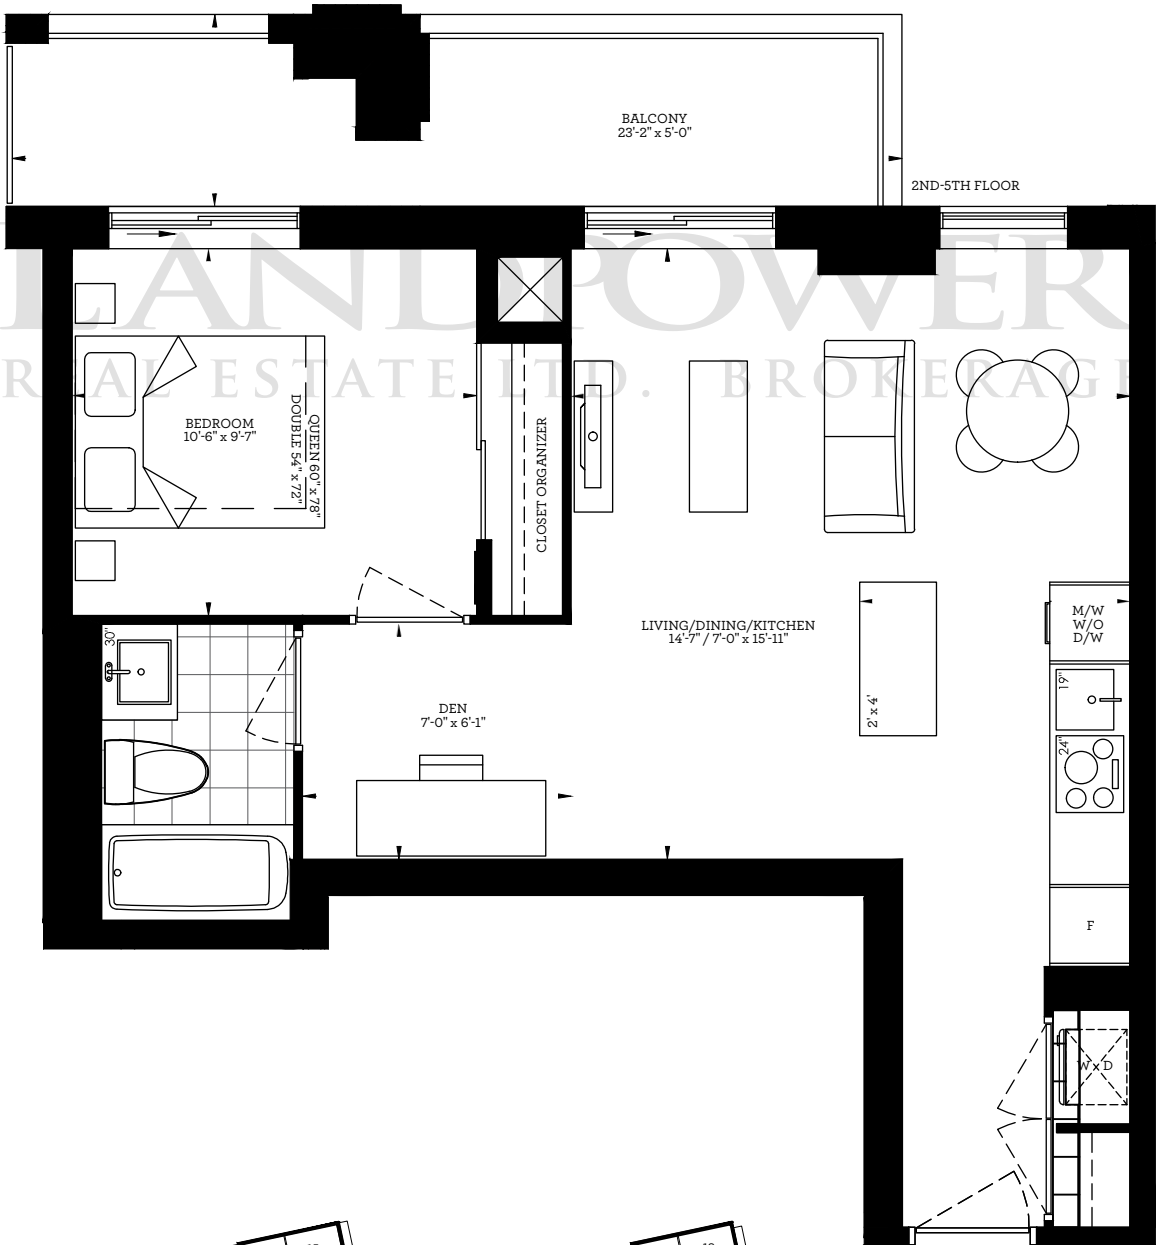 BALCONY
23'-2" x 5'-0"
2ND-5TH FLOOR
LANDPOWER
REAL ESTATE LTD. BROKERAGE
BEDROOM
10'-6" x 9'-7"
QUEEN 60" x 78"
DOUBLE 54" x 72"
CLOSET ORGANIZER
M/W
W/O
D/W
LIVING/DINING/KITCHEN
14'-7" / 7'-0" x 15'-11"
30"
19"
2' x 4'
DEN
7'-0" x 6'-1"
24"
F
W x D